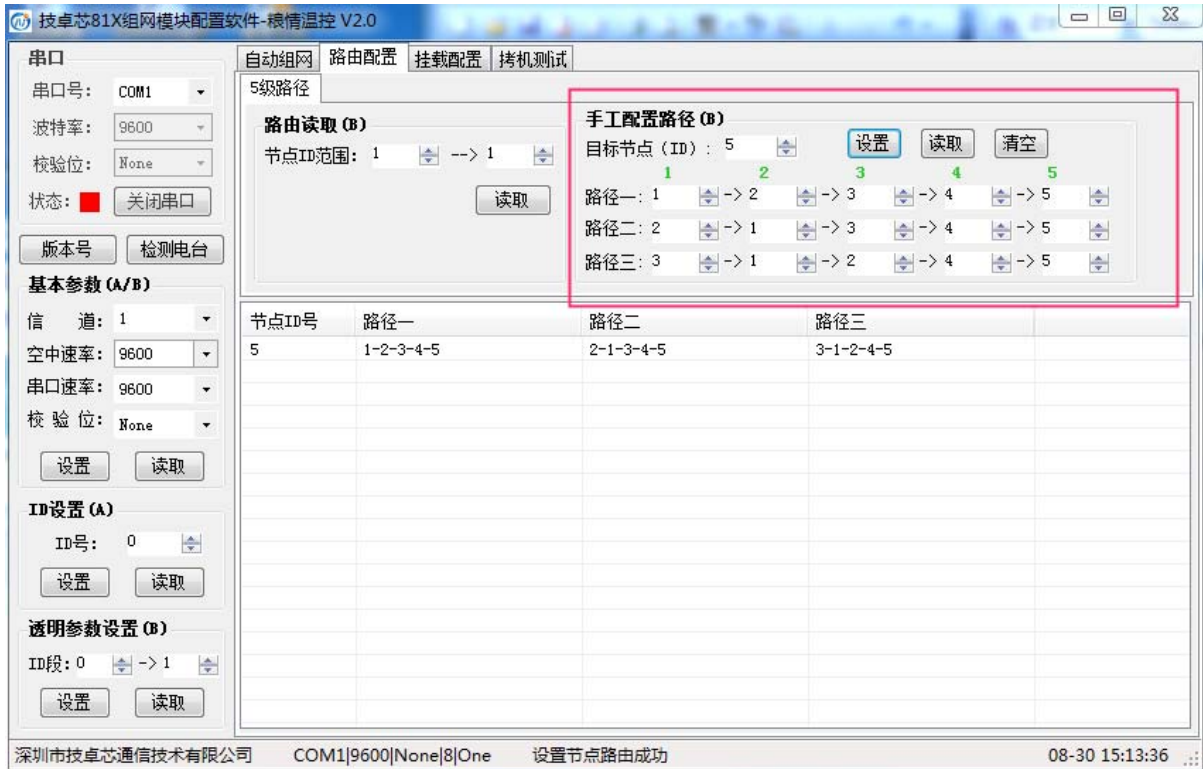 技卓芯81X组网模块配置软件-粮情温控 V2.0
串口
串口号: COM1
波特率: 9600
校验位: None
状态: 关闭串口
版本号 检测电台
基本参数(A/B)
信 道: 1
空中速率: 9600
串口速率: 9600
校 验 位: None
设置 读取
ID设置(A)
ID号: 0
设置 读取
透明参数设置(B)
ID段: 0 -> 1
设置 读取
自动组网 路由配置 挂载配置 拷机测试
5级路径
路由读取(B)
节点ID范围: 1 --> 1
读取
手工配置路径(B)
目标节点(ID): 5 设置 读取 清空
1 2 3 4 5
路径一: 1 -> 2 -> 3 -> 4 -> 5
路径二: 2 -> 1 -> 3 -> 4 -> 5
路径三: 3 -> 1 -> 2 -> 4 -> 5
节点ID号 路径一 路径二 路径三
5 1-2-3-4-5 2-1-3-4-5 3-1-2-4-5
深圳市技卓芯通信技术有限公司 COM1|9600|None|8|One 设置节点路由成功 08-30 15:13:36